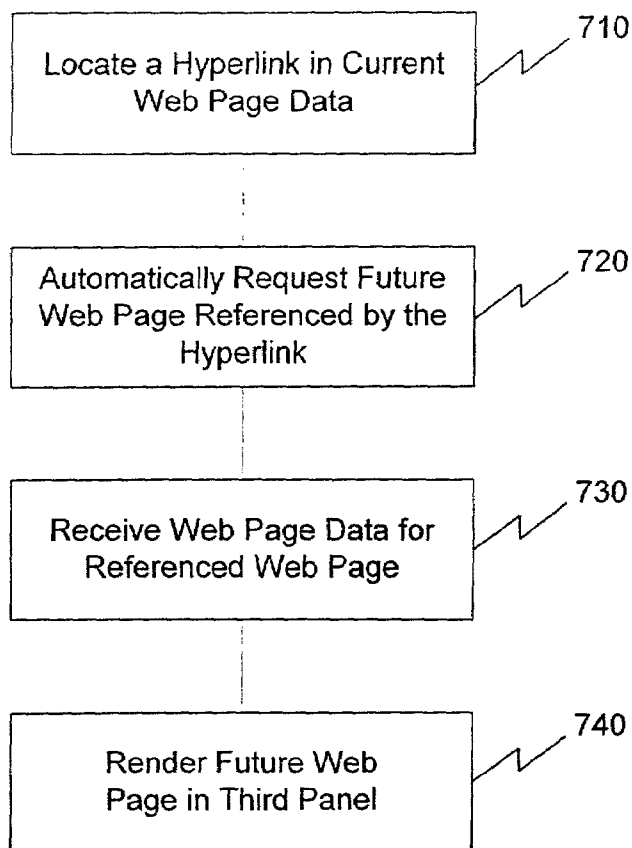 710
Locate a Hyperlink in Current
Web Page Data
720
Automatically Request Future
Web Page Referenced by the
Hyperlink
730
Receive Web Page Data for
Referenced Web Page
740
Render Future Web
Page in Third Panel